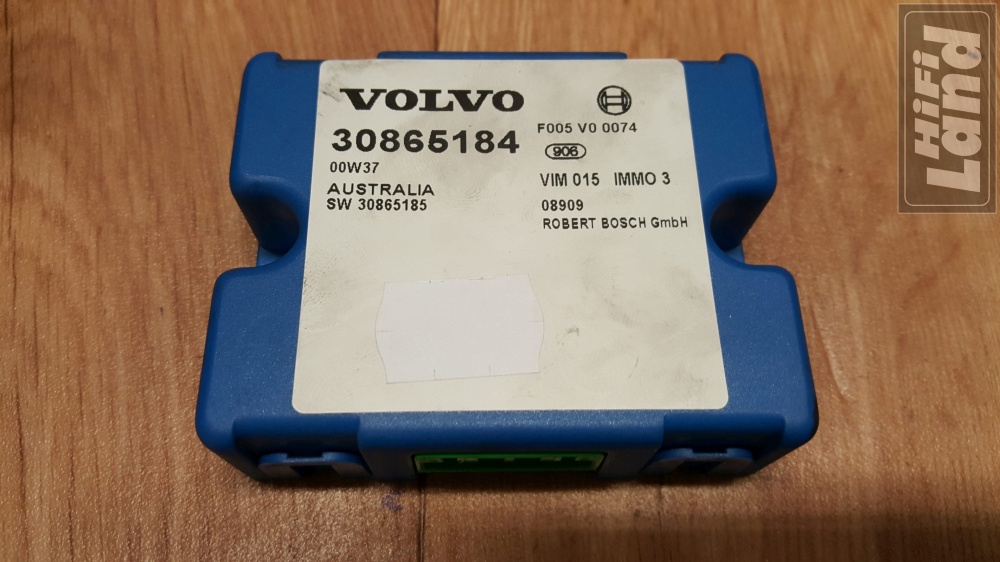 VOLVO
30865184
00W37
AUSTRALIA
SW 30865185
F005 V0 0074
906
VIM 015 IMMO 3
08909
ROBERT BOSCH GmbH
HiFi
Land